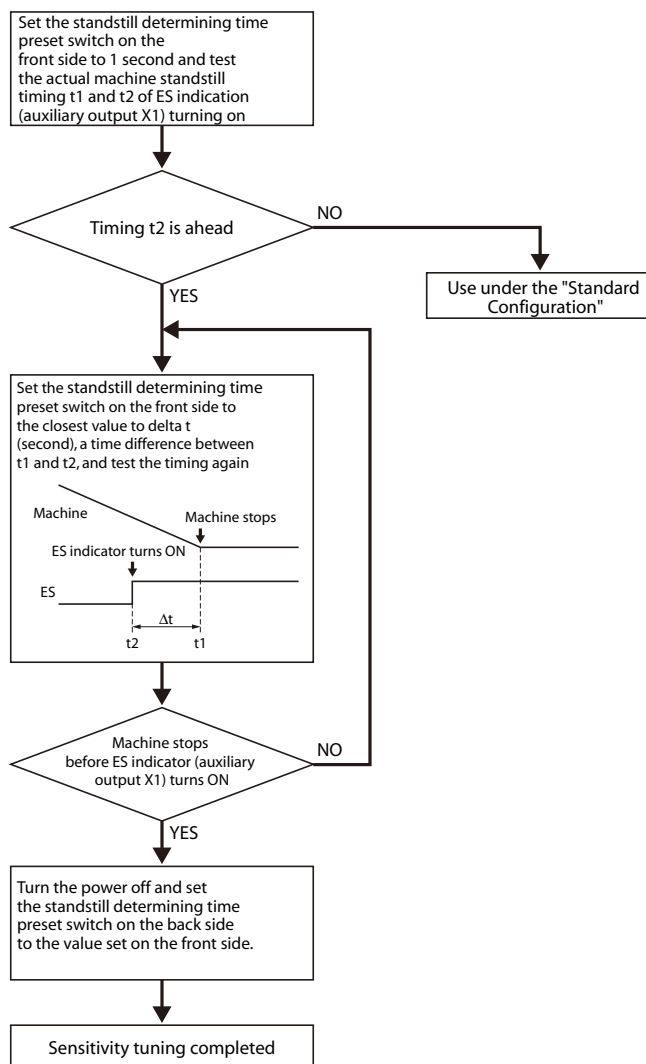 Set the standstill determining time
preset switch on the
front side to 1 second and test
the actual machine standstill
timing t1 and t2 of ES indication
(auxiliary output X1) turning on
Timing t2 is ahead
NO
YES
Use under the "Standard
Configuration"
Set the standstill determining time
preset switch on the front side to
the closest value to delta t
(second), a time difference between
t1 and t2, and test the timing again
Machine
Machine stops
ES indicator turns ON
ES
Δt
t2
t1
Machine stops
before ES indicator (auxiliary
output X1) turns ON
NO
YES
Turn the power off and set
the standstill determining time
preset switch on the back side
to the value set on the front side.
Sensitivity tuning completed